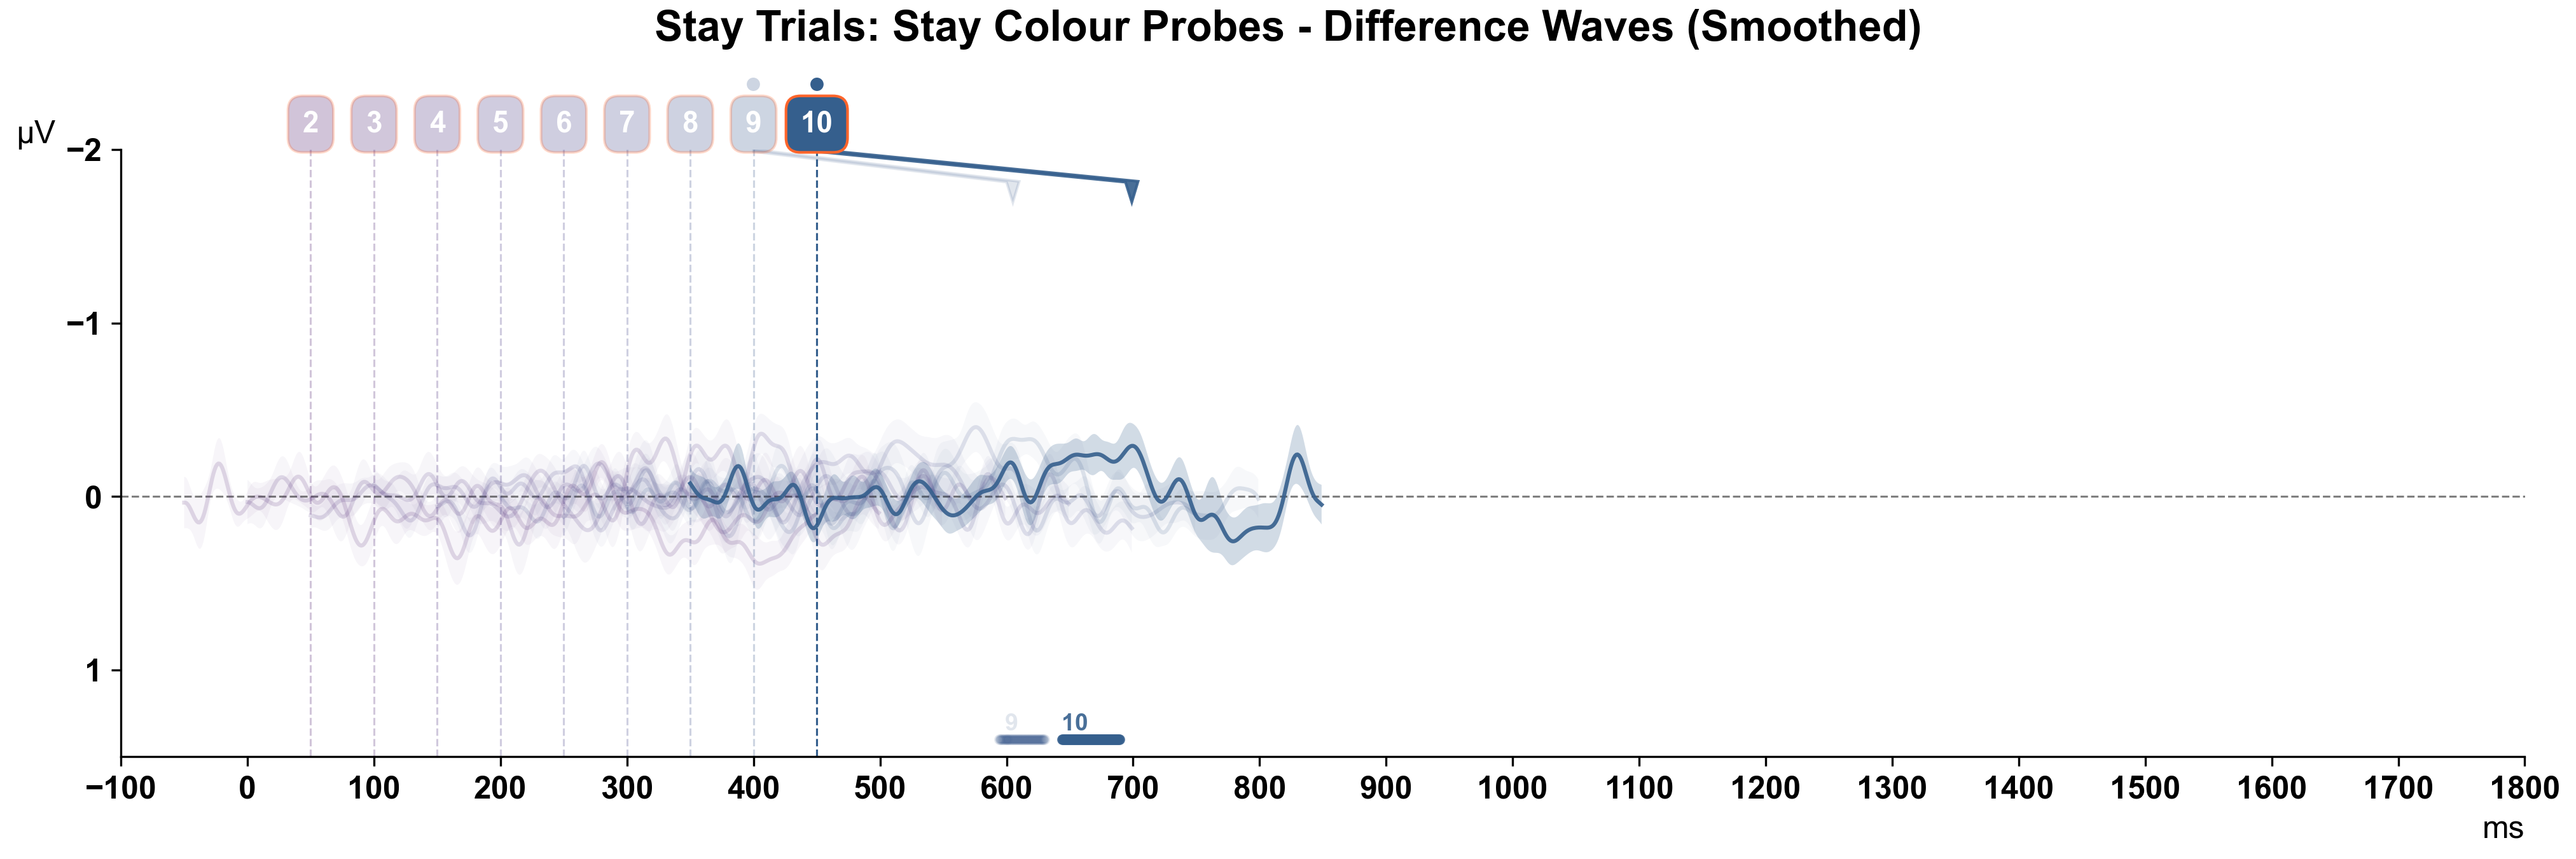 Stay Trials: Stay Colour Probes - Difference Waves (Smoothed)
2 3 4 5 6 7 8 9 10
µV
−2
−1
0
1
9 10
−100 0 100 200 300 400 500 600 700 800 900 1000 1100 1200 1300 1400 1500 1600 1700 1800
ms